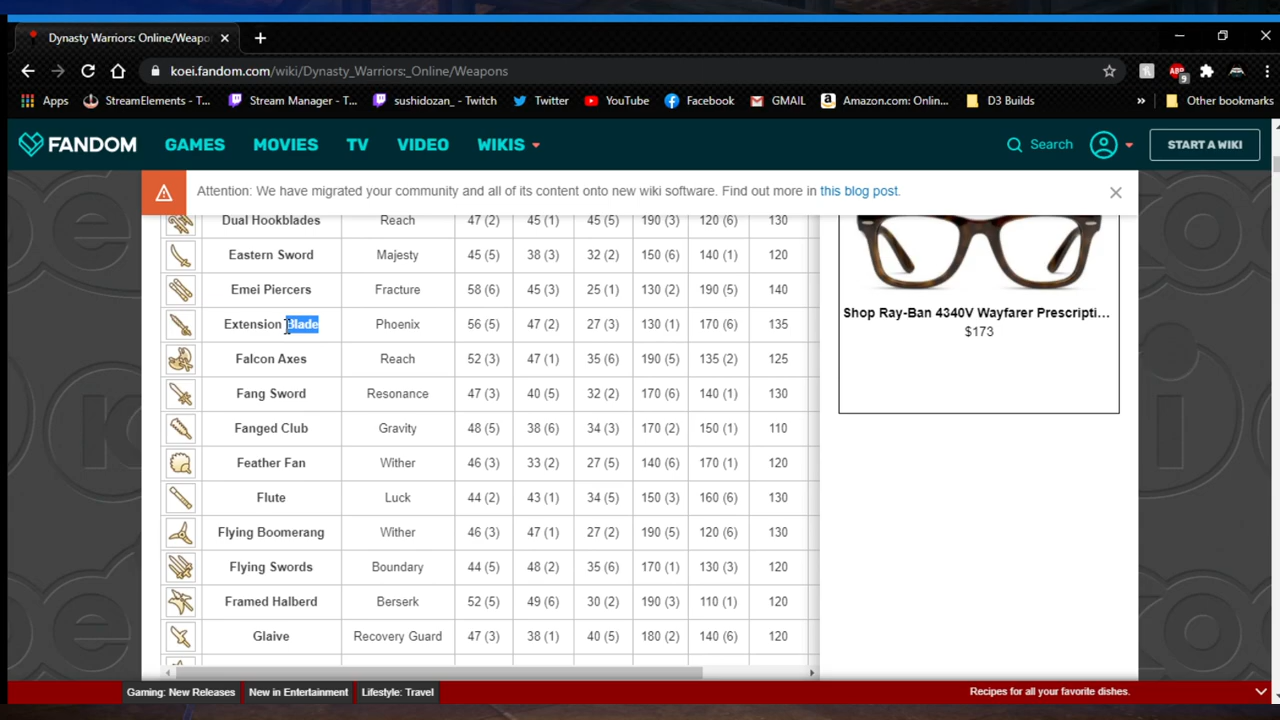 Dynasty Warriors: Online/Weapo
koei.fandom.com/wiki/Dynasty_Warriors:_Online/Weapons
ABP
9
Apps StreamElements - T... Stream Manager - T... sushidozan_ - Twitch Twitter YouTube Facebook GMAIL Amazon.com: Onlin... D3 Builds » Other bookmarks
FANDOM GAMES MOVIES TV VIDEO WIKIS Search START A WIKI
Attention: We have migrated your community and all of its content onto new wiki software. Find out more in this blog post.
Dual Hookblades Reach 47 (2) 45 (1) 45 (5) 190 (3) 120 (6) 130
Eastern Sword Majesty 45 (5) 38 (3) 32 (2) 150 (6) 140 (1) 120
Emei Piercers Fracture 58 (6) 45 (3) 25 (1) 130 (2) 190 (5) 140
Extension Blade Phoenix 56 (5) 47 (2) 27 (3) 130 (1) 170 (6) 135
Falcon Axes Reach 52 (3) 47 (1) 35 (6) 190 (5) 135 (2) 125
Fang Sword Resonance 47 (3) 40 (5) 32 (2) 170 (6) 140 (1) 130
Fanged Club Gravity 48 (5) 38 (6) 34 (3) 170 (2) 150 (1) 110
Feather Fan Wither 46 (3) 33 (2) 27 (5) 140 (6) 170 (1) 120
Flute Luck 44 (2) 43 (1) 34 (5) 150 (3) 160 (6) 130
Flying Boomerang Wither 46 (3) 47 (1) 27 (2) 190 (5) 120 (6) 130
Flying Swords Boundary 44 (5) 48 (2) 35 (6) 170 (1) 130 (3) 120
Framed Halberd Berserk 52 (5) 49 (6) 30 (2) 190 (3) 110 (1) 120
Glaive Recovery Guard 47 (3) 38 (1) 40 (5) 180 (2) 140 (6) 120
Shop Ray-Ban 4340V Wayfarer Prescripti...
$173
Gaming: New Releases New in Entertainment Lifestyle: Travel Recipes for all your favorite dishes.